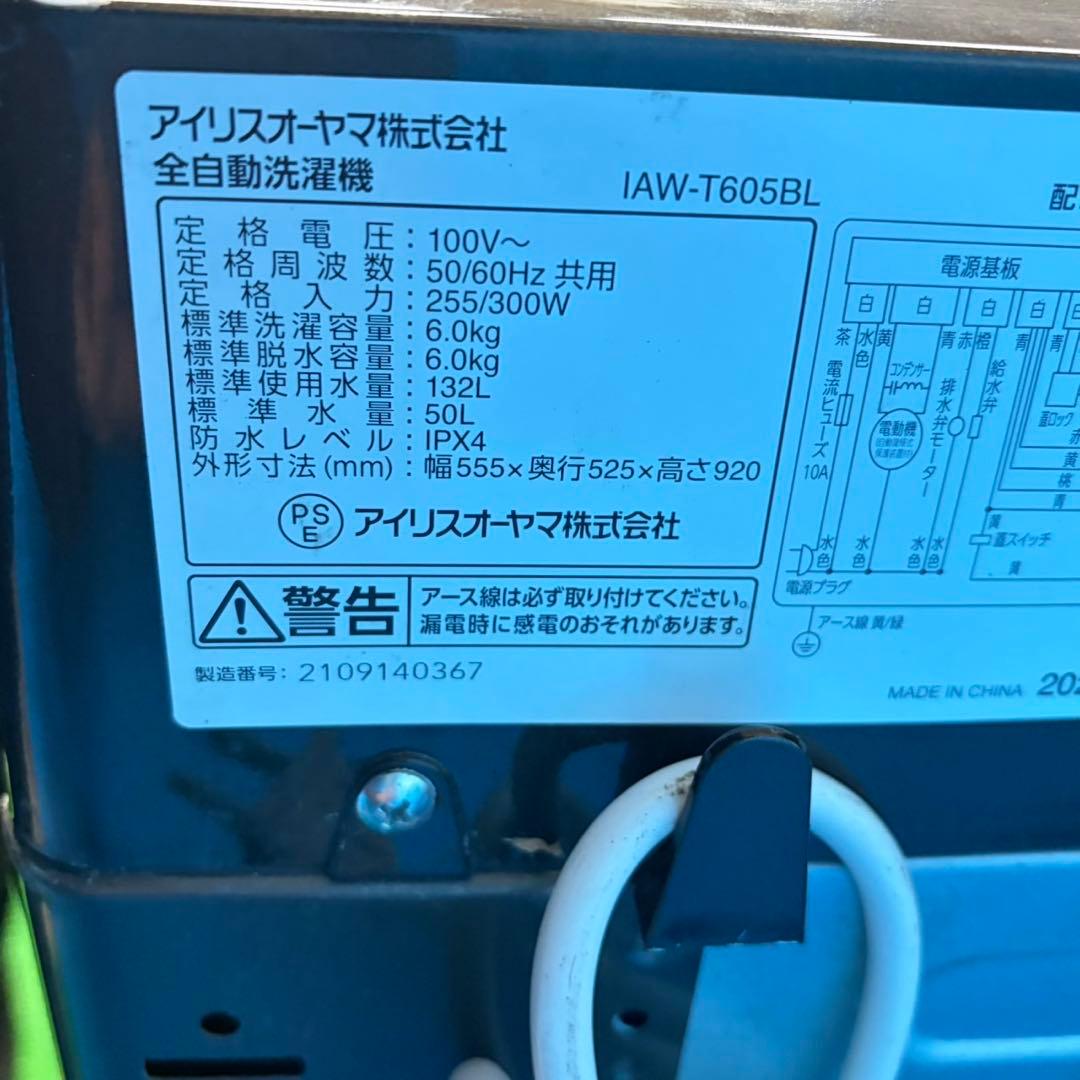 アイリスオーヤマ株式会社
全自動洗濯機
IAW-T605BL
定格電圧：100V～
定格周波数：50/60Hz 共用
定格入力：255/300W
標準洗濯容量：6.0kg
標準脱水容量：6.0kg
標準使用水量：132L
標準水量：50L
防水レベル：IPX4
外形寸法(mm)：幅555×奥行525×高さ920
PSE アイリスオーヤマ株式会社
警告
アース線は必ず取り付けてください。
漏電時に感電のおそれがあります。
製造番号：2109140367
配
電源基板
白 白 白 白
茶 水色 黄 青 赤 橙 青 青
電流ヒューズ 10A
コンデンサー
電動機
排水弁モーター
給水弁
蓋ロック
赤
黄
桃
青
黄
蓋スイッチ
黄
水色 水色 水色 水色
電源プラグ
アース線 黄/緑
MADE IN CHINA 202